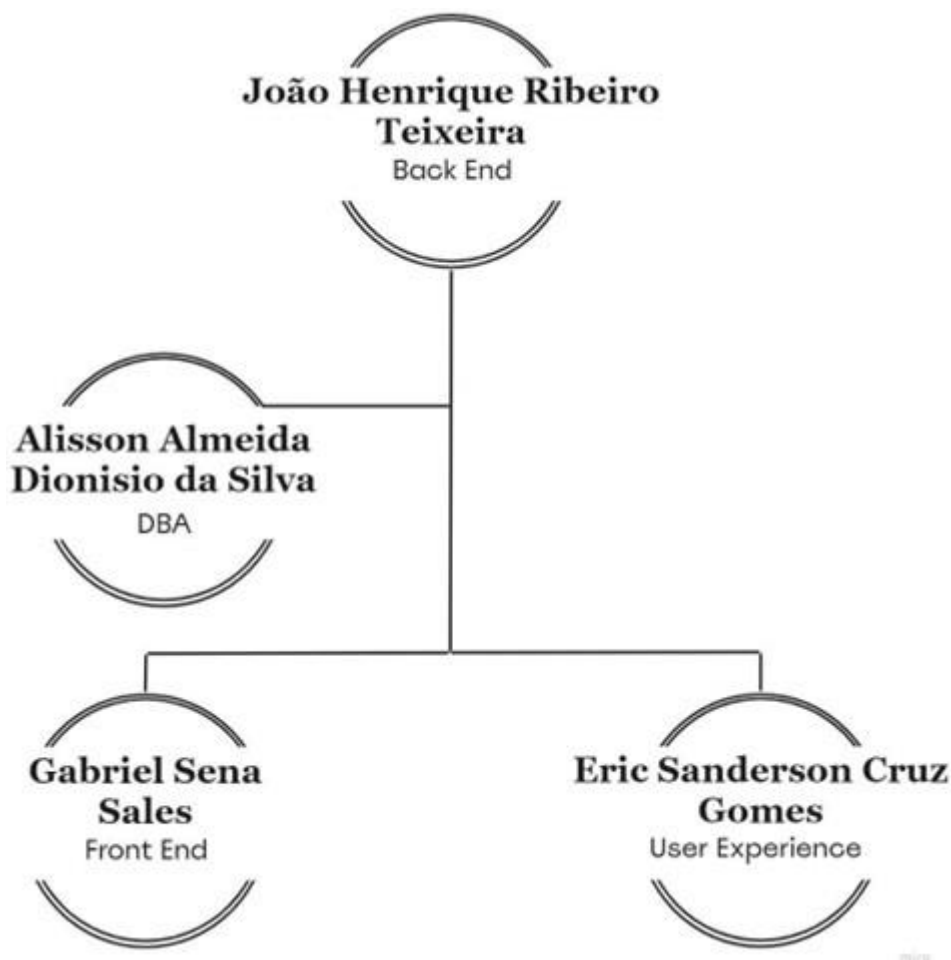 João Henrique Ribeiro
Teixeira
Back End
Alisson Almeida
Dionisio da Silva
DBA
Gabriel Sena
Sales
Front End
Eric Sanderson Cruz
Gomes
User Experience